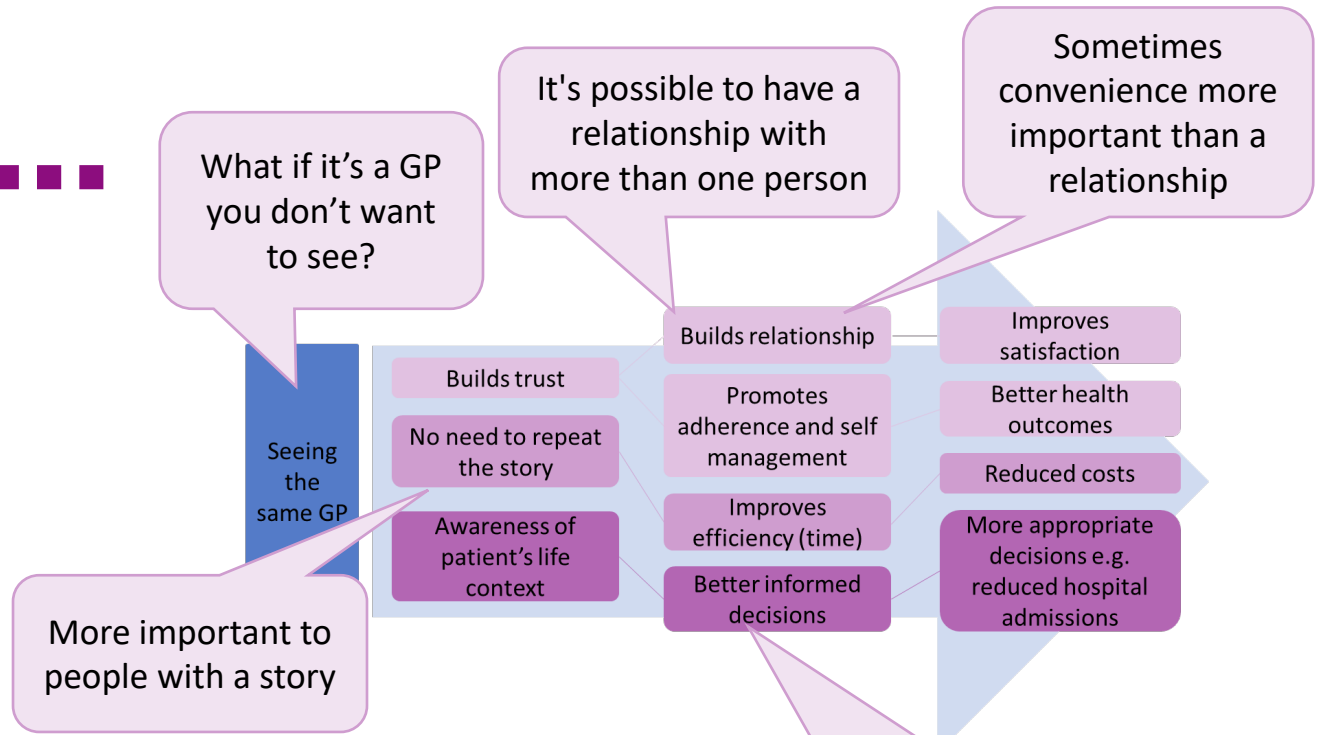 What if it’s a GP
you don’t want
to see?
It's possible to have a
relationship with
more than one person
Sometimes
convenience more
important than a
relationship
Seeing
the
same GP
Builds trust
No need to repeat
the story
Awareness of
patient’s life
context
Builds relationship
Promotes
adherence and self
management
Improves
efficiency (time)
Better informed
decisions
Improves
satisfaction
Better health
outcomes
Reduced costs
More appropriate
decisions e.g.
reduced hospital
admissions
More important to
people with a story